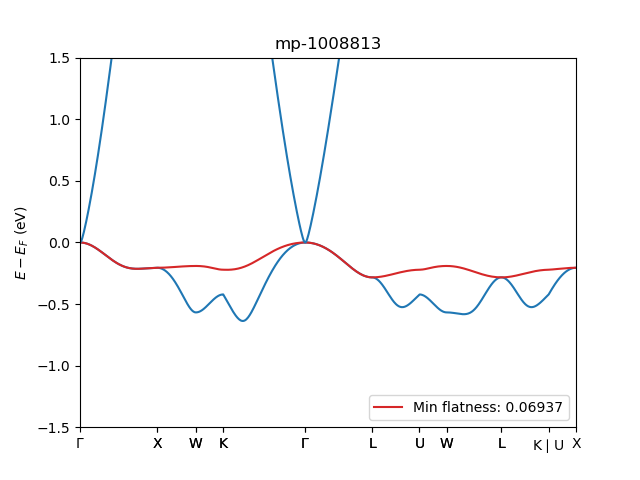 mp-1008813
E − E_F (eV)
1.5
1.0
0.5
0.0
−0.5
−1.0
−1.5
Min flatness: 0.06937
Γ X W K Γ L U W L K | U X